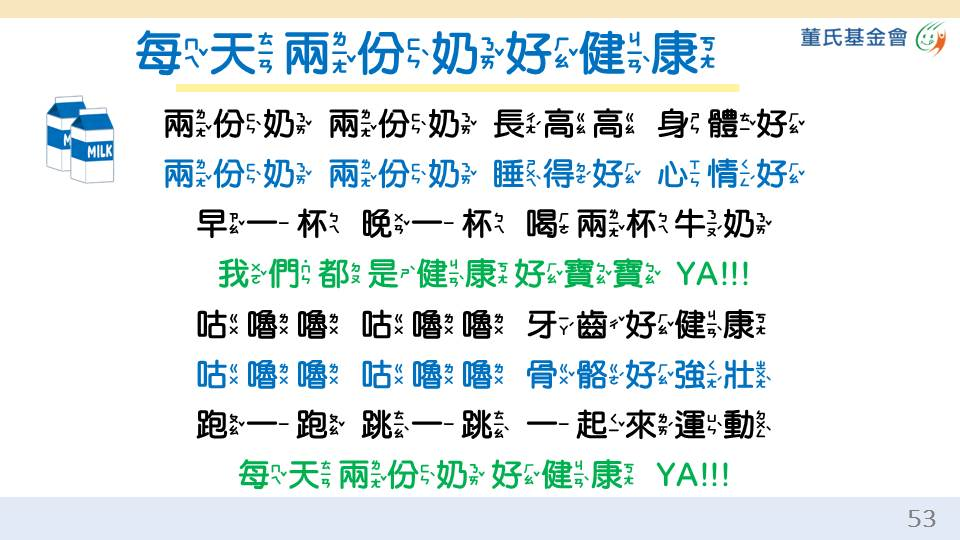 每天兩份奶好健康
董氏基金會
MILK
兩份奶 兩份奶 長高高 身體好
兩份奶 兩份奶 睡得好 心情好
早一杯 晚一杯 喝兩杯牛奶
我們都是健康好寶寶 YA!!!
咕嚕嚕 咕嚕嚕 牙齒好健康
咕嚕嚕 咕嚕嚕 骨骼好強壯
跑一跑 跳一跳 一起來運動
每天兩份奶好健康 YA!!!
53